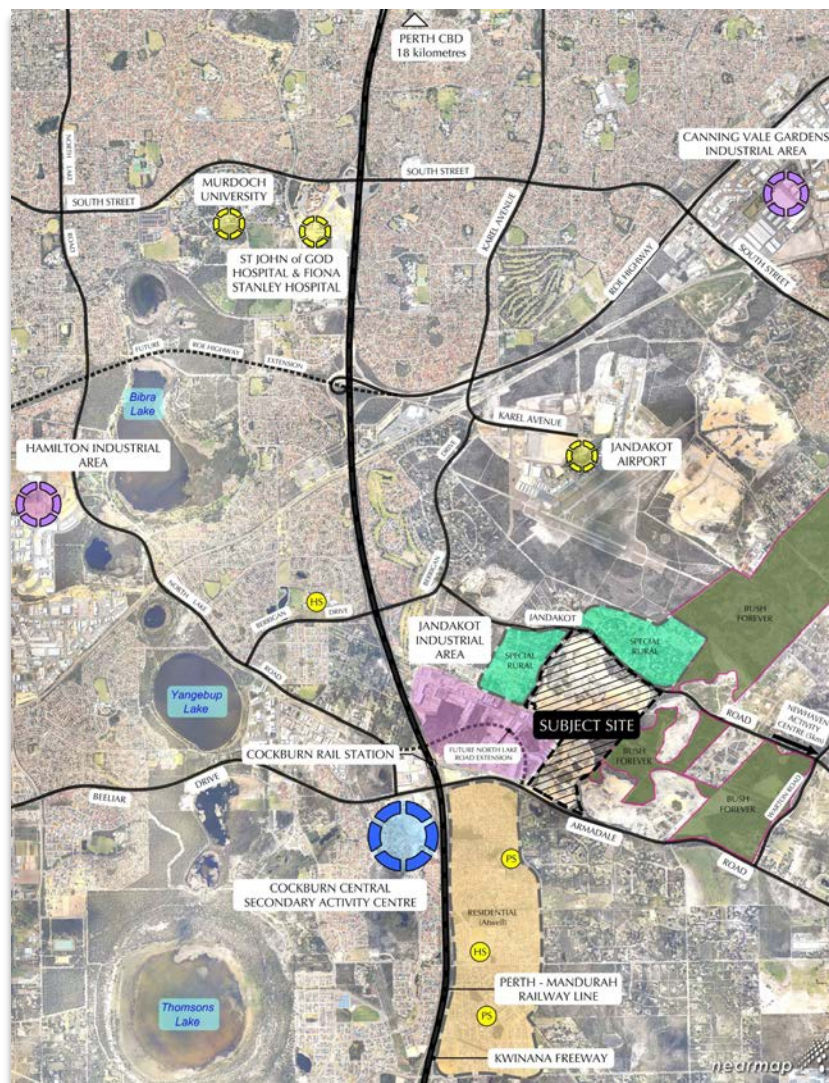 PERTH CBD
18 kilometres
CANNING VALE GARDENS
INDUSTRIAL AREA
NORTH LAKE
ROAD
SOUTH STREET
SOUTH STREET
MURDOCH
UNIVERSITY
ST JOHN of GOD
HOSPITAL & FIONA
STANLEY HOSPITAL
KAREL AVENUE
ROE HIGHWAY
SOUTH STREET
FUTURE
ROE HIGHWAY
EXTENSION
Bibra
Lake
KAREL AVENUE
HAMILTON INDUSTRIAL
AREA
JANDAKOT
AIRPORT
DRIVE
BERRIGAN
NORTH LAKE
ROAD
HS
BERRIGAN
DRIVE
JANDAKOT
ROAD
JANDAKOT
INDUSTRIAL
AREA
SPECIAL
RURAL
SPECIAL
RURAL
BUSH
FOREVER
Yangebup
Lake
SUBJECT SITE
NEWHAVEN
ACTIVITY
CENTRE (5km)
COCKBURN RAIL STATION
FUTURE NORTH LAKE
ROAD EXTENSION
BUSH
FOREVER
BUSH
FOREVER
WARTON ROAD
BEELIAR
DRIVE
ARMADALE
ROAD
COCKBURN CENTRAL
SECONDARY ACTIVITY CENTRE
PS
RESIDENTIAL
(Atwell)
HS
PERTH - MANDURAH
RAILWAY LINE
Thomsons
Lake
PS
KWINANA FREEWAY
nearmap